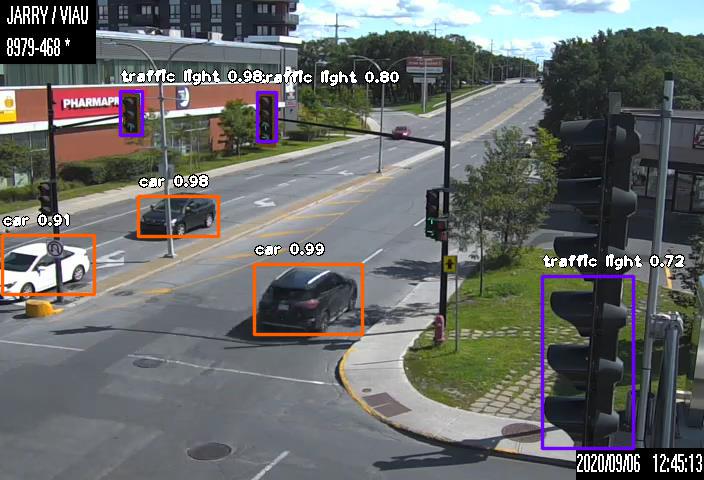 JARRY / VIAU
8979-468 *
traffic light 0.98
traffic light 0.80
PHARMAPR
car 0.98
car 0.91
car 0.99
traffic light 0.72
2020/09/06 12:45:13